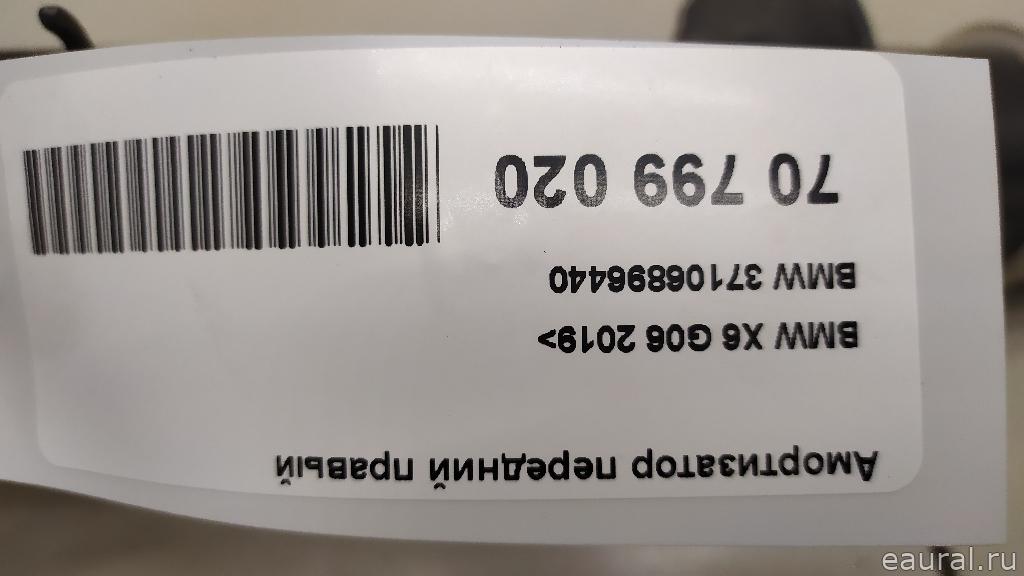 Амортизатор передний правый
BMW X6 G06 2019>
BMW 37106896440
70 799 020
eaural.ru